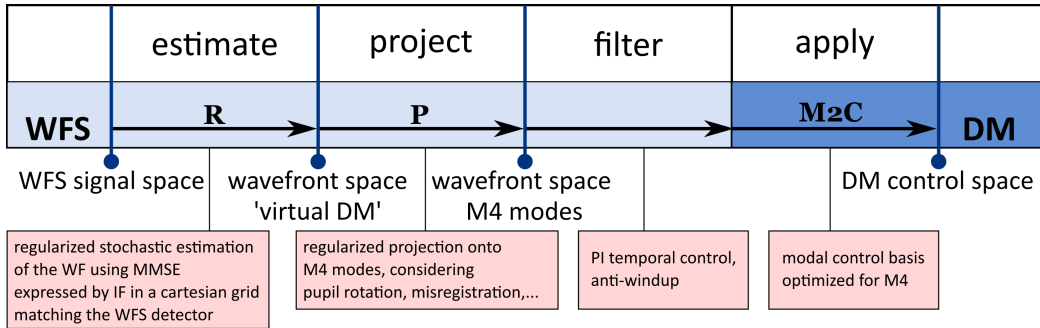 estimate
project
filter
apply
WFS
R
P
M2C
DM
WFS signal space
wavefront space
'virtual DM'
wavefront space
M4 modes
DM control space
regularized stochastic estimation
of the WF using MMSE
expressed by IF in a cartesian grid
matching the WFS detector
regularized projection onto
M4 modes, considering
pupil rotation, misregistration,...
PI temporal control,
anti-windup
modal control basis
optimized for M4